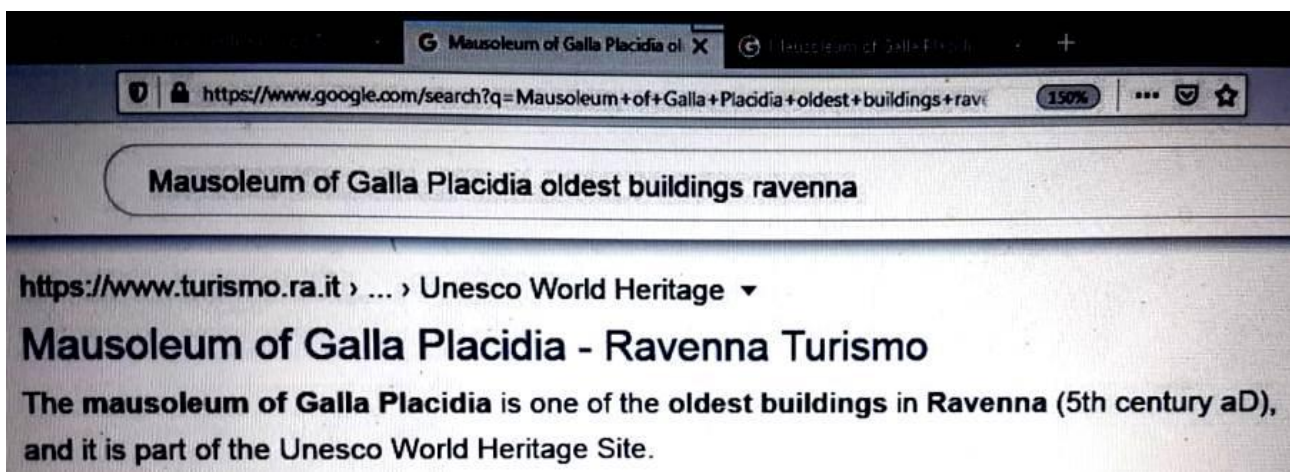 G Mausoleum of Galla Placidia ol X
https://www.google.com/search?q=Mausoleum+of+Galla+Placidia+oldest+buildings+rave 150%
Mausoleum of Galla Placidia oldest buildings ravenna
https://www.turismo.ra.it › ... › Unesco World Heritage
Mausoleum of Galla Placidia - Ravenna Turismo
The mausoleum of Galla Placidia is one of the oldest buildings in Ravenna (5th century aD),
and it is part of the Unesco World Heritage Site.